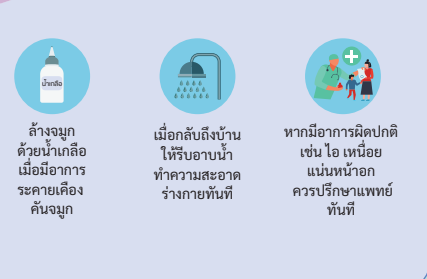 น้ำเกลือ
ล้างจมูก
ด้วยน้ำเกลือ
เมื่อมีอาการ
ระคายเคือง
คันจมูก
เมื่อกลับถึงบ้าน
ให้รีบอาบน้ำ
ทำความสะอาด
ร่างกายทันที
หากมีอาการผิดปกติ
เช่น ไอ เหนื่อย
แน่นหน้าอก
ควรปรึกษาแพทย์
ทันที